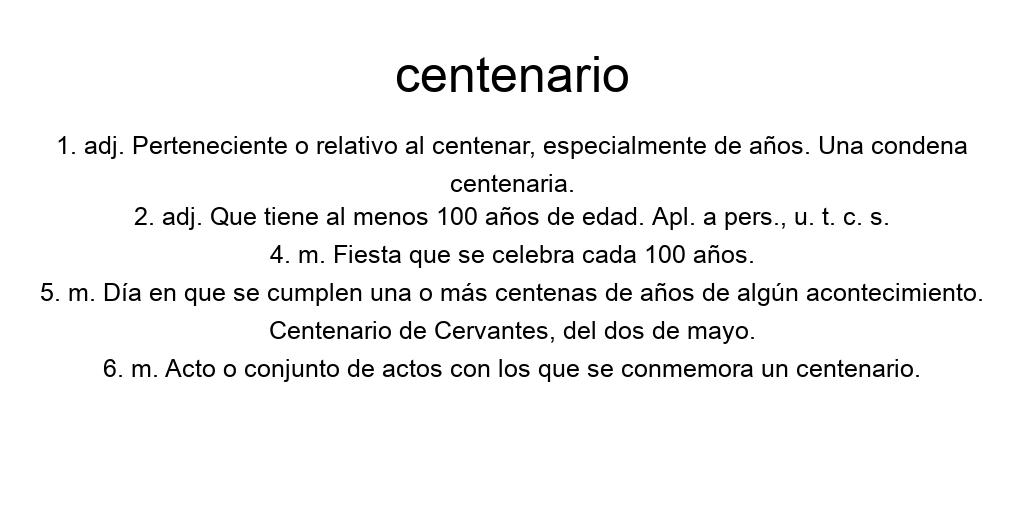 centenario
1. adj. Perteneciente o relativo al centenar, especialmente de años. Una condena
centenaria.
2. adj. Que tiene al menos 100 años de edad. Apl. a pers., u. t. c. s.
4. m. Fiesta que se celebra cada 100 años.
5. m. Día en que se cumplen una o más centenas de años de algún acontecimiento.
Centenario de Cervantes, del dos de mayo.
6. m. Acto o conjunto de actos con los que se conmemora un centenario.